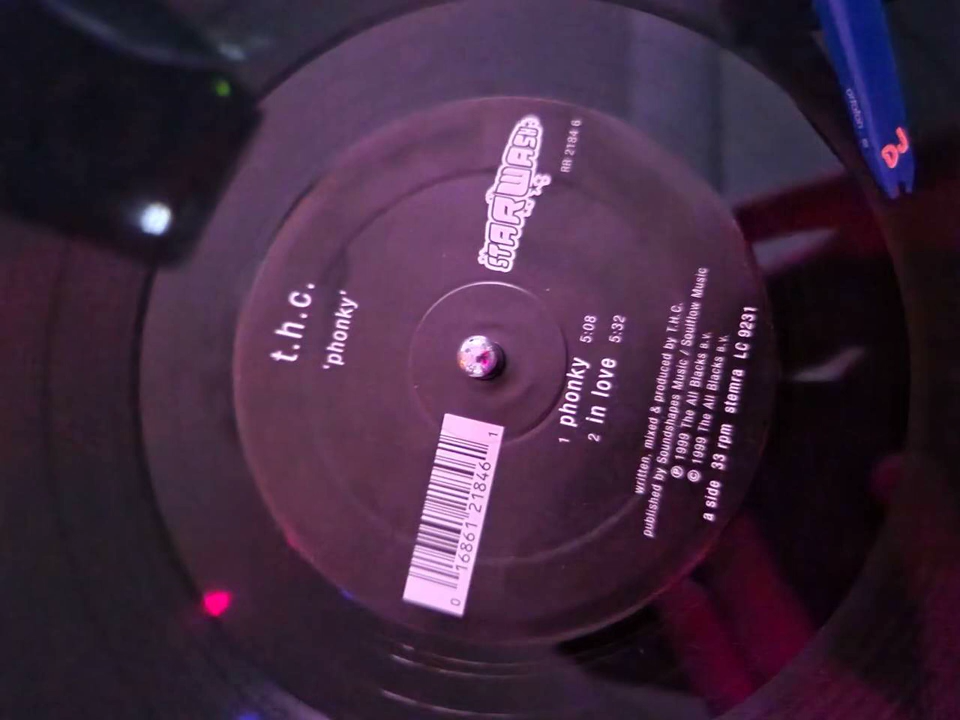 t.h.c.
'phonky'
STARWASH
RR 2184-6
1 phonky 5:08
2 in love 5:32
0 16861 21846 1
written, mixed & produced by T.H.C.
published by Soundshapes Music / Soulflow Music
℗ 1999 The All Blacks B.V.
© 1999 The All Blacks B.V.
a side 33 rpm stemra LC 9231
ortofon
DJ